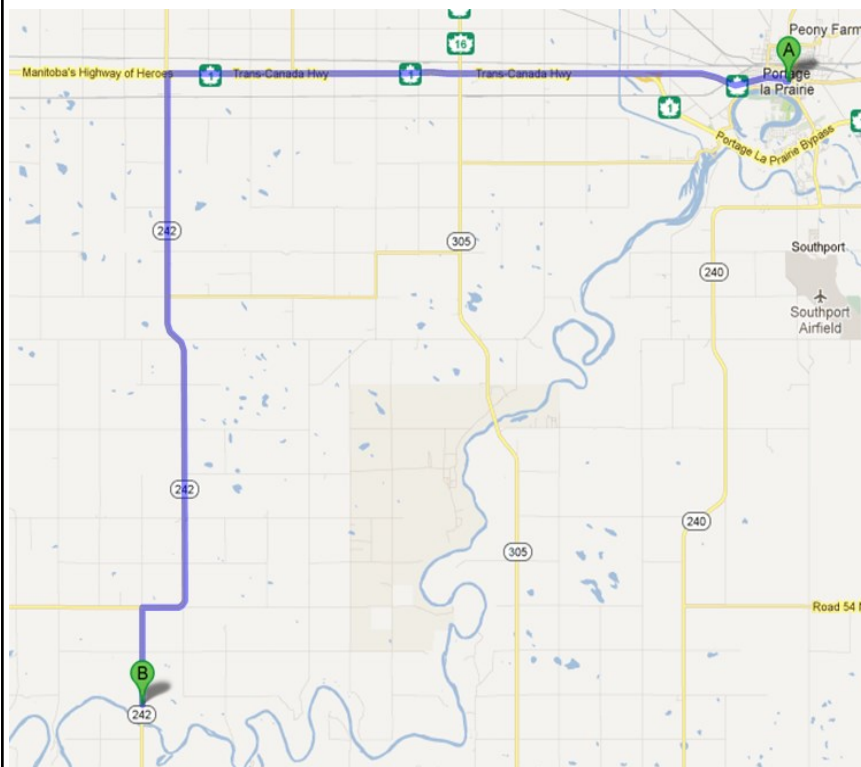 Peony Farm
16
A
Manitoba's Highway of Heroes
1
Trans-Canada Hwy
1
Trans-Canada Hwy
Portage
la Prairie
1
Portage La Prairie Bypass
242
305
240
Southport
Southport
Airfield
242
240
305
Road 54 N
B
242